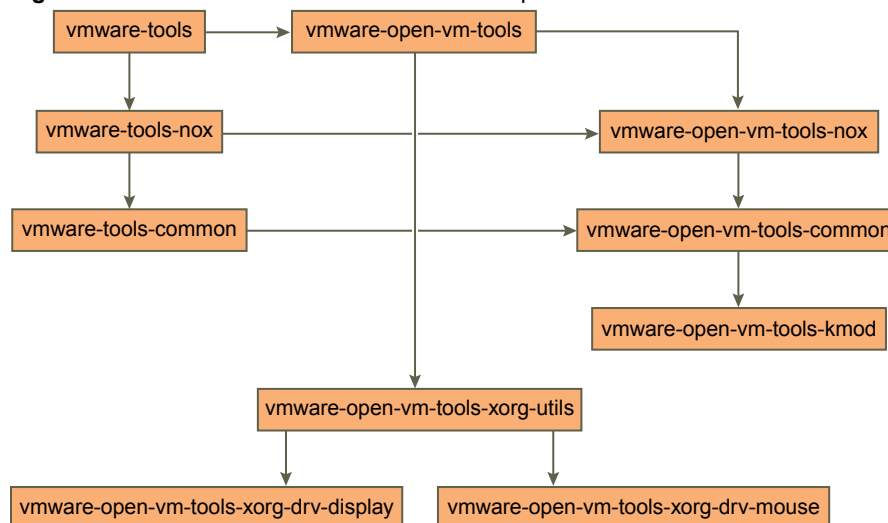 vmware-tools
vmware-open-vm-tools
vmware-tools-nox
vmware-open-vm-tools-nox
vmware-tools-common
vmware-open-vm-tools-common
vmware-open-vm-tools-kmod
vmware-open-vm-tools-xorg-utils
vmware-open-vm-tools-xorg-drv-display
vmware-open-vm-tools-xorg-drv-mouse